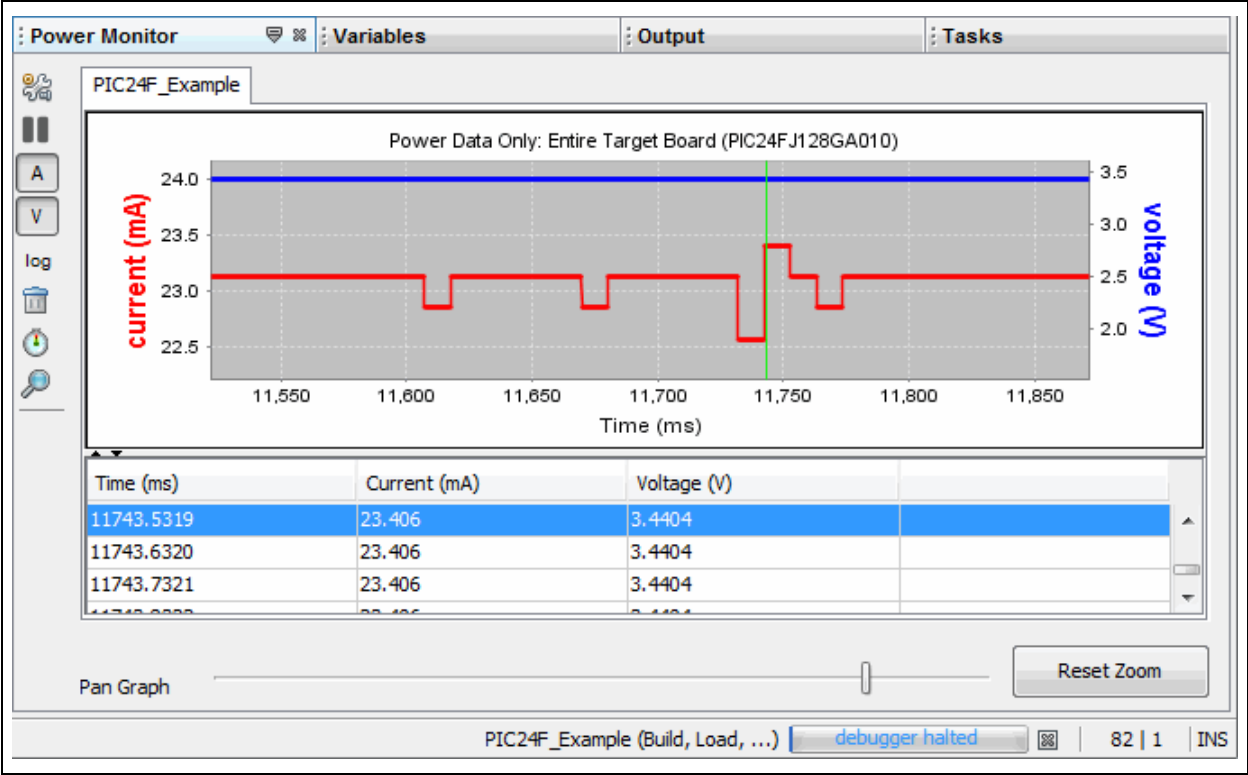 Power Monitor Variables Output Tasks
PIC24F_Example
Power Data Only: Entire Target Board (PIC24FJ128GA010)
A
V
log
current (mA)
24.0
23.5
23.0
22.5
3.5
3.0
2.5
2.0
voltage (V)
11,550 11,600 11,650 11,700 11,750 11,800 11,850
Time (ms)
Time (ms) Current (mA) Voltage (V)
11743.5319 23.406 3.4404
11743.6320 23.406 3.4404
11743.7321 23.406 3.4404
Pan Graph Reset Zoom
PIC24F_Example (Build, Load, ...) debugger halted 82 | 1 INS